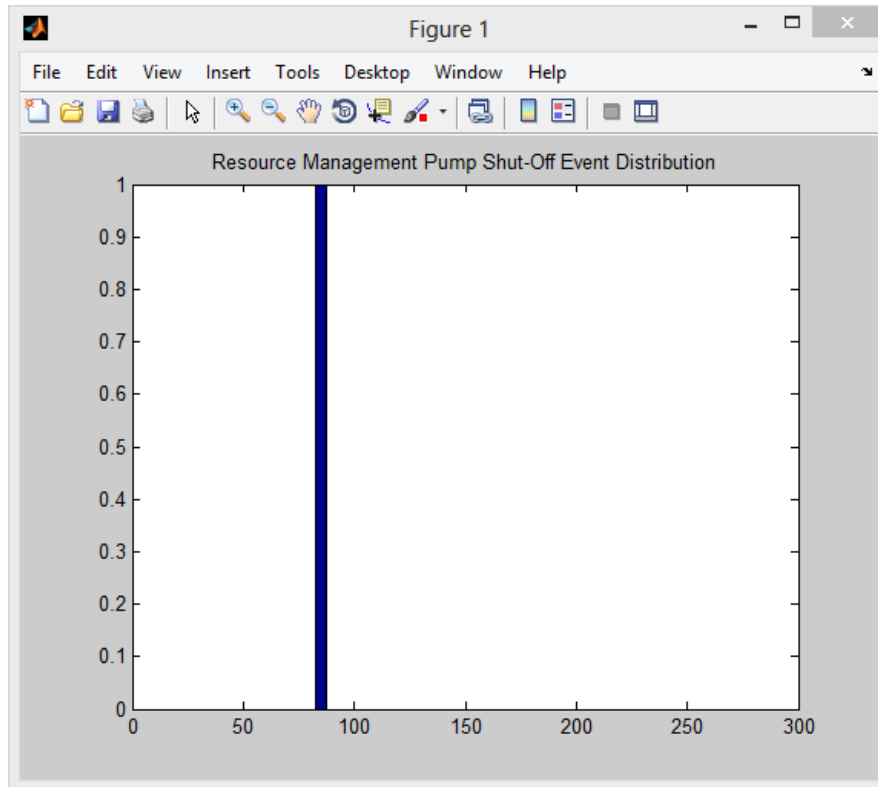 Figure 1
File Edit View Insert Tools Desktop Window Help
Resource Management Pump Shut-Off Event Distribution
1
0.9
0.8
0.7
0.6
0.5
0.4
0.3
0.2
0.1
0
0 50 100 150 200 250 300